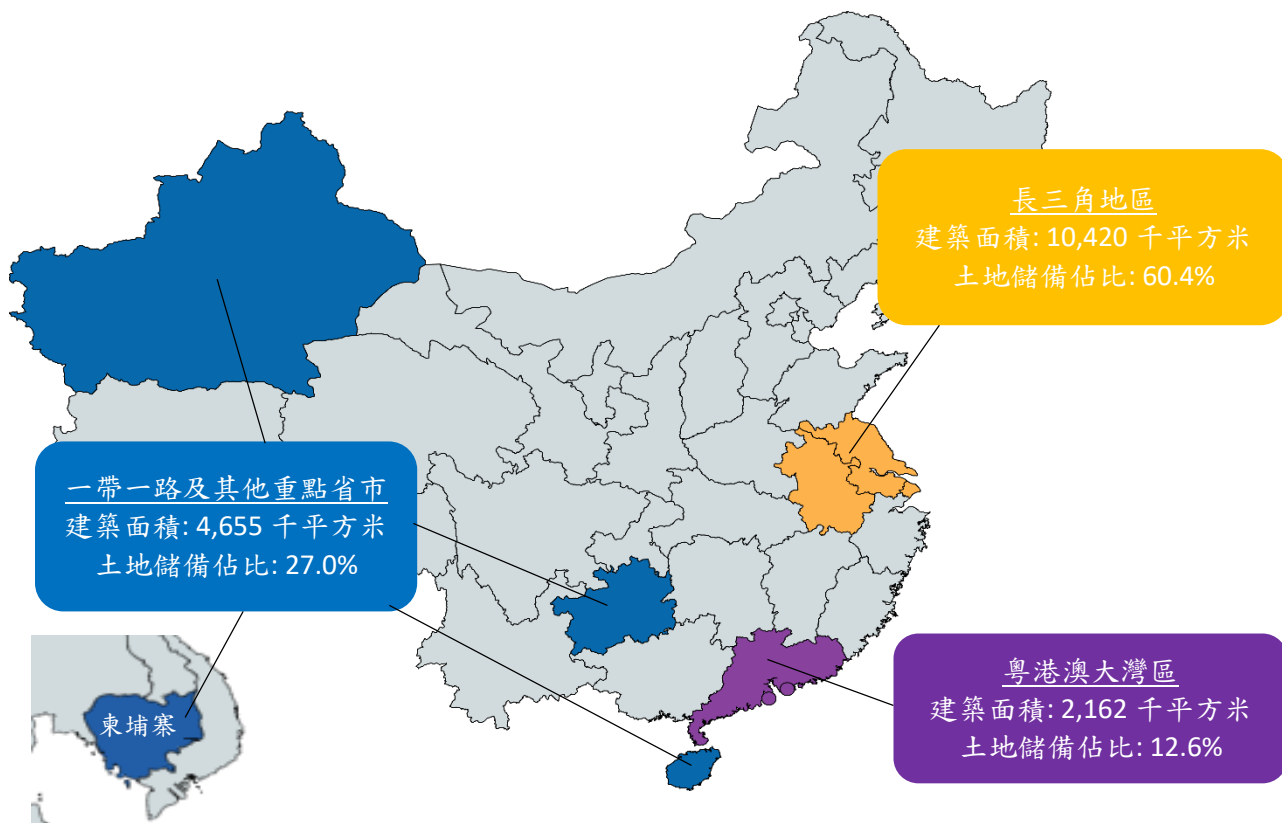 長三角地區
建築面積: 10,420 千平方米
土地儲備佔比: 60.4%
一帶一路及其他重點省市
建築面積: 4,655 千平方米
土地儲備佔比: 27.0%
粵港澳大灣區
建築面積: 2,162 千平方米
土地儲備佔比: 12.6%
柬埔寨